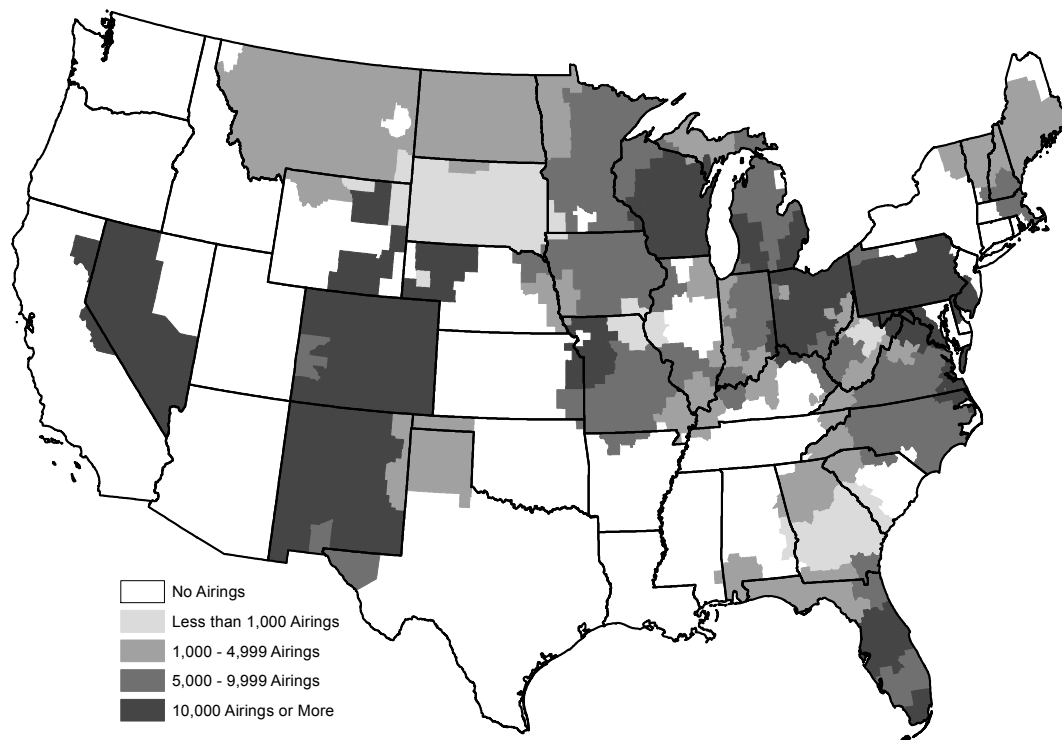 No Airings
Less than 1,000 Airings
1,000 - 4,999 Airings
5,000 - 9,999 Airings
10,000 Airings or More